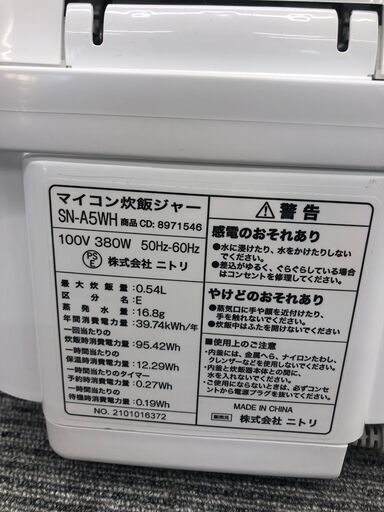 マイコン炊飯ジャー
SN-A5WH 商品CD: 8971546
100V 380W 50Hz-60Hz
PS
E
株式会社 ニトリ
最大炊飯容量: 0.54L
区分名: E
蒸発水量: 16.8g
年間消費電力量: 39.74kWh/年
一回当たりの
炊飯時消費電力量: 95.42Wh
一時間当たりの
保温時消費電力量: 12.29Wh
一時間当たりのタイマー
予約時消費電力量: 0.27Wh
一時間当たりの
待機時消費電力量: 0.19Wh
NO. 2101016372
警告
感電のおそれあり
●水に浸けたり、水をかけたりしない
でください。
●差込がゆるく、ぐらぐらしている場合
はコンセントを修理してください。
やけどのおそれあり
●蒸気口に手や顔を近付けたり、手
を触れないでください。
●炊飯中はふたを開けないでください。
■使用上のご注意
・内釜には、金属へら、ナイロンたわし、
クレンザーなどを使用しないでください。
・内釜と炊飯器本体との間に、
水を入れないでください。
・ご使用にならないときは、必ずコンセ
ントから電源プラグを抜いてください。
MADE IN CHINA
販売元 株式会社 ニトリ